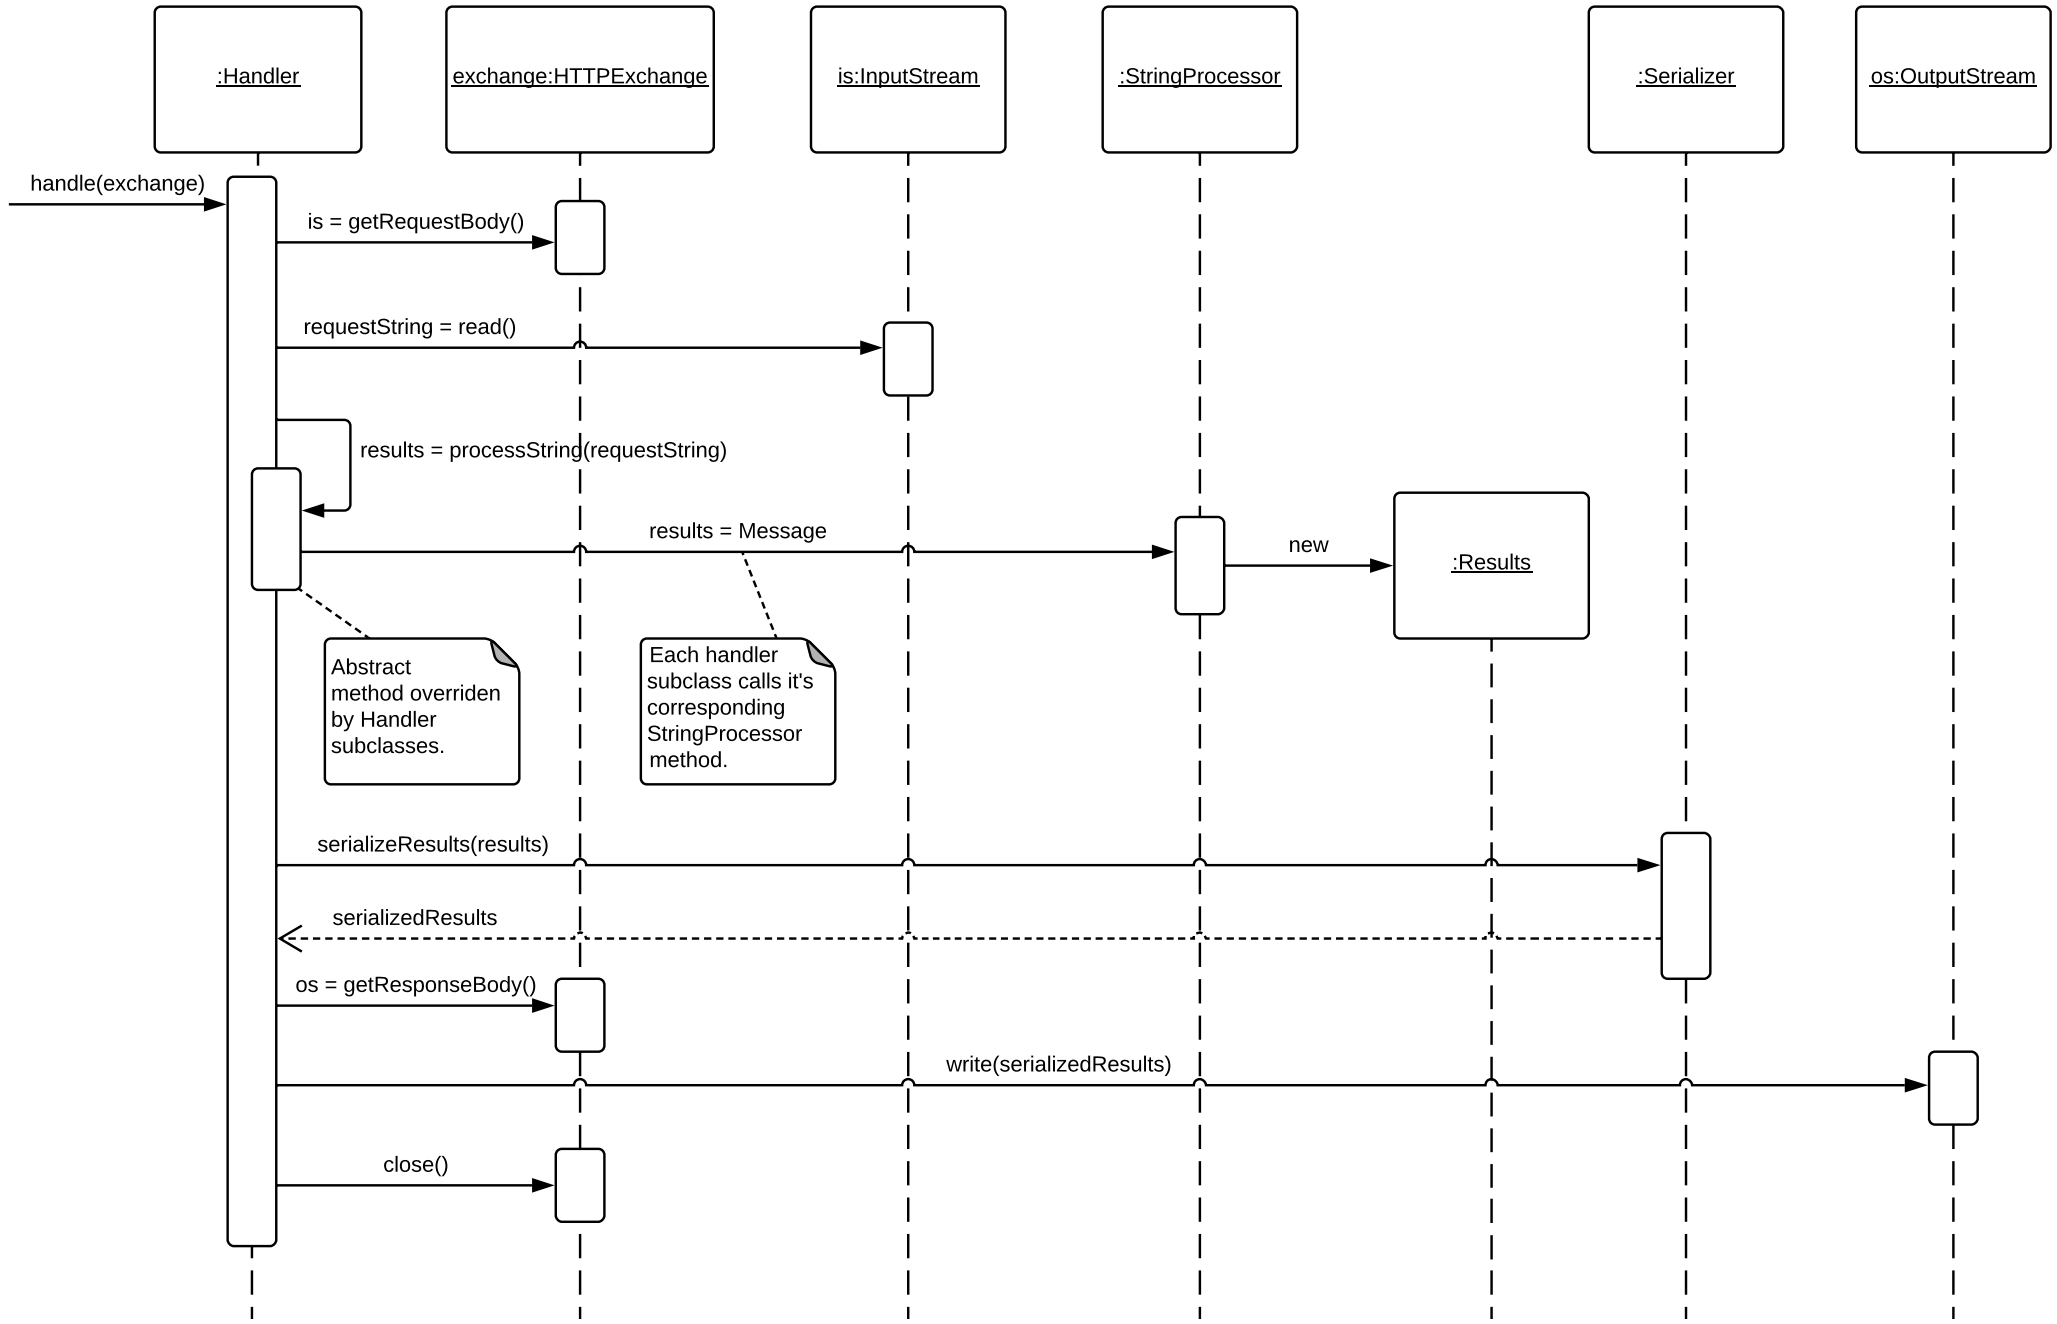 :Handler
exchange:HTTPExchange
is:InputStream
:StringProcessor
:Serializer
os:OutputStream
handle(exchange)
is = getRequestBody()
requestString = read()
results = processString(requestString)
results = Message
new
:Results
Abstract
method overriden
by Handler
subclasses.
Each handler
subclass calls it's
corresponding
StringProcessor
method.
serializeResults(results)
serializedResults
os = getResponseBody()
write(serializedResults)
close()